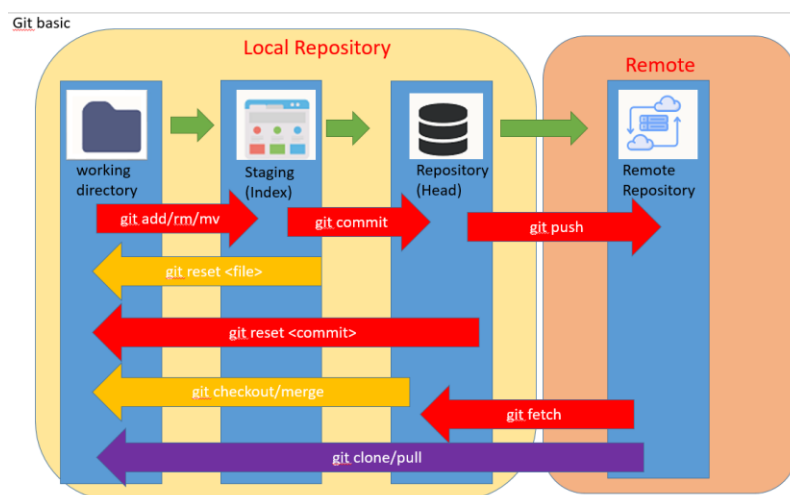 Git basic
Local Repository
Remote
working
directory
Staging
(Index)
Repository
(Head)
Remote
Repository
git add/rm/mv
git commit
git push
git reset <file>
git reset <commit>
git checkout/merge
git fetch
git clone/pull